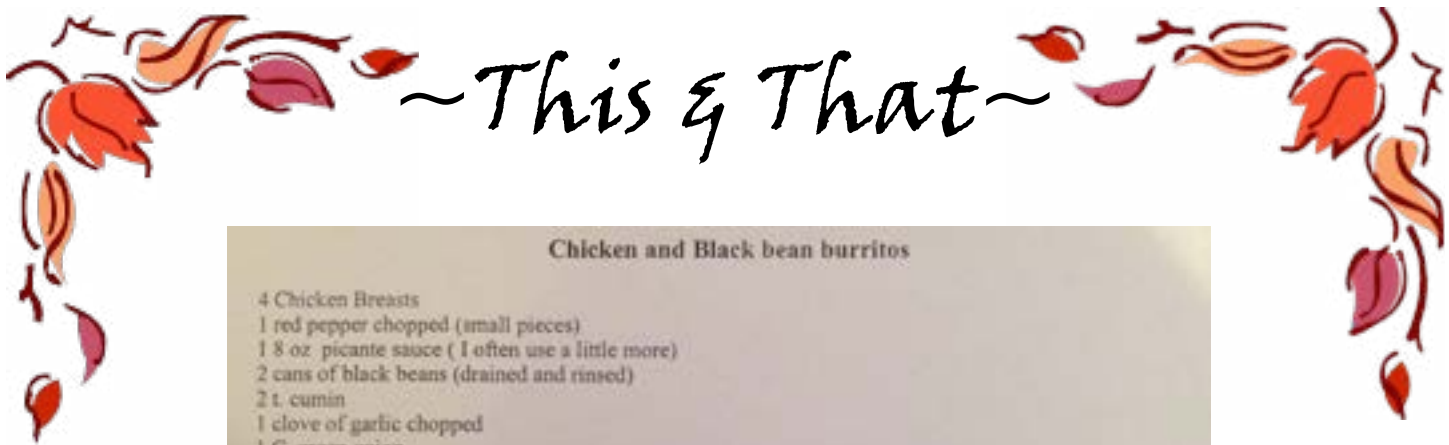 ~This & That~
Chicken and Black bean burritos
4 Chicken Breasts
1 red pepper chopped (small pieces)
1 8 oz picante sauce ( I often use a little more)
2 cans of black beans (drained and rinsed)
2 t. cumin
1 clove of garlic chopped